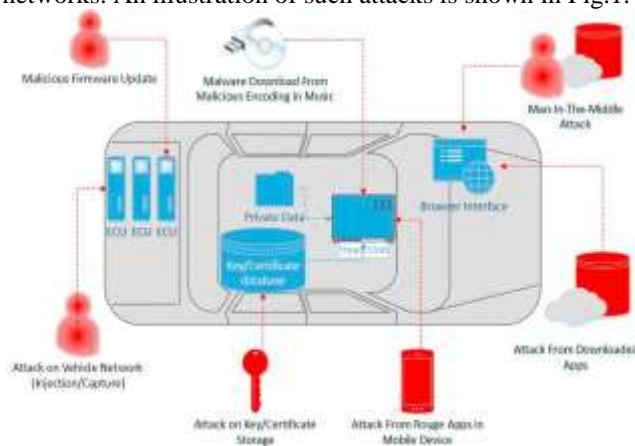 networks. An illustration of such attacks is shown in Fig.1.
Malicious Firmware Update
Malware Download From
Malicious Encoding in Music
Man In-The-Middle
Attack
ECU ECU ECU
Private Data
Head Unit
Browser Interface
Key/Certificate
database
Attack on Vehicle Network
(Injection/Capture)
Attack on Key/Certificate
Storage
Attack From Rouge Apps in
Mobile Device
Attack From Downloaded
Apps